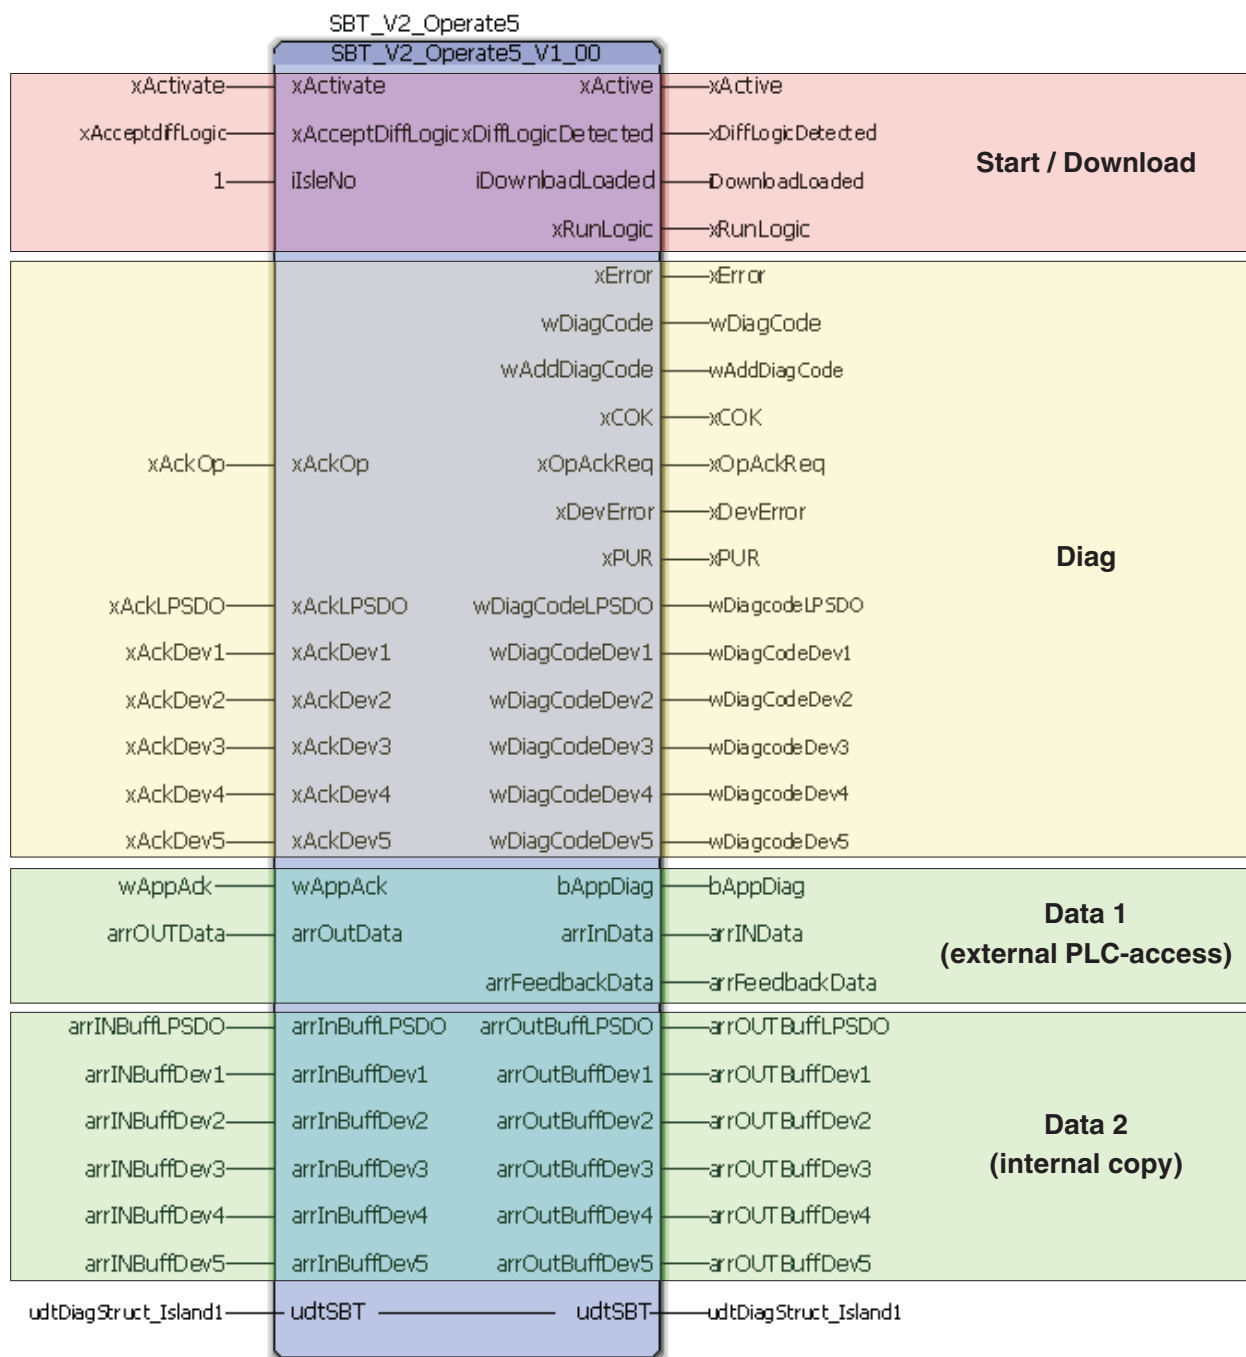 SBT_V2_Operate5
SBT_V2_Operate5_V1_00
xActivate xActivate xActive xActive
xAcceptdiffLogic xAcceptDiffLogic xDiffLogicDetected xDiffLogicDetected
Start / Download
1 iIsleNo iDownloadLoaded iDownloadLoaded
xRunLogic xRunLogic
xError xError
wDiagCode wDiagCode
wAddDiagCode wAddDiagCode
xCOK xCOK
xAckOp xAckOp xOpAckReq xOpAckReq
xDevError xDevError
xPUR xPUR Diag
xAckLPSDO xAckLPSDO wDiagCodeLPSDO wDiagcodeLPSDO
xAckDev1 xAckDev1 wDiagCodeDev1 wDiagCodeDev1
xAckDev2 xAckDev2 wDiagCodeDev2 wDiagCodeDev2
xAckDev3 xAckDev3 wDiagCodeDev3 wDiagcodeDev3
xAckDev4 xAckDev4 wDiagCodeDev4 wDiagcodeDev4
xAckDev5 xAckDev5 wDiagCodeDev5 wDiagcodeDev5
wAppAck wAppAck bAppDiag bAppDiag
Data 1
arrOUTData arrOutData arrInData arrINData
(external PLC-access)
arrFeedbackData arrFeedbackData
arrINBuffLPSDO arrInBuffLPSDO arrOutBuffLPSDO arrOUTBuffLPSDO
arrINBuffDev1 arrInBuffDev1 arrOutBuffDev1 arrOUTBuffDev1
arrINBuffDev2 arrInBuffDev2 arrOutBuffDev2 arrOUTBuffDev2
Data 2
(internal copy)
arrINBuffDev3 arrInBuffDev3 arrOutBuffDev3 arrOUTBuffDev3
arrINBuffDev4 arrInBuffDev4 arrOutBuffDev4 arrOUTBuffDev4
arrINBuffDev5 arrInBuffDev5 arrOutBuffDev5 arrOUTBuffDev5
udtDiagStruct_Island1 udtSBT udtSBT udtDiagStruct_Island1